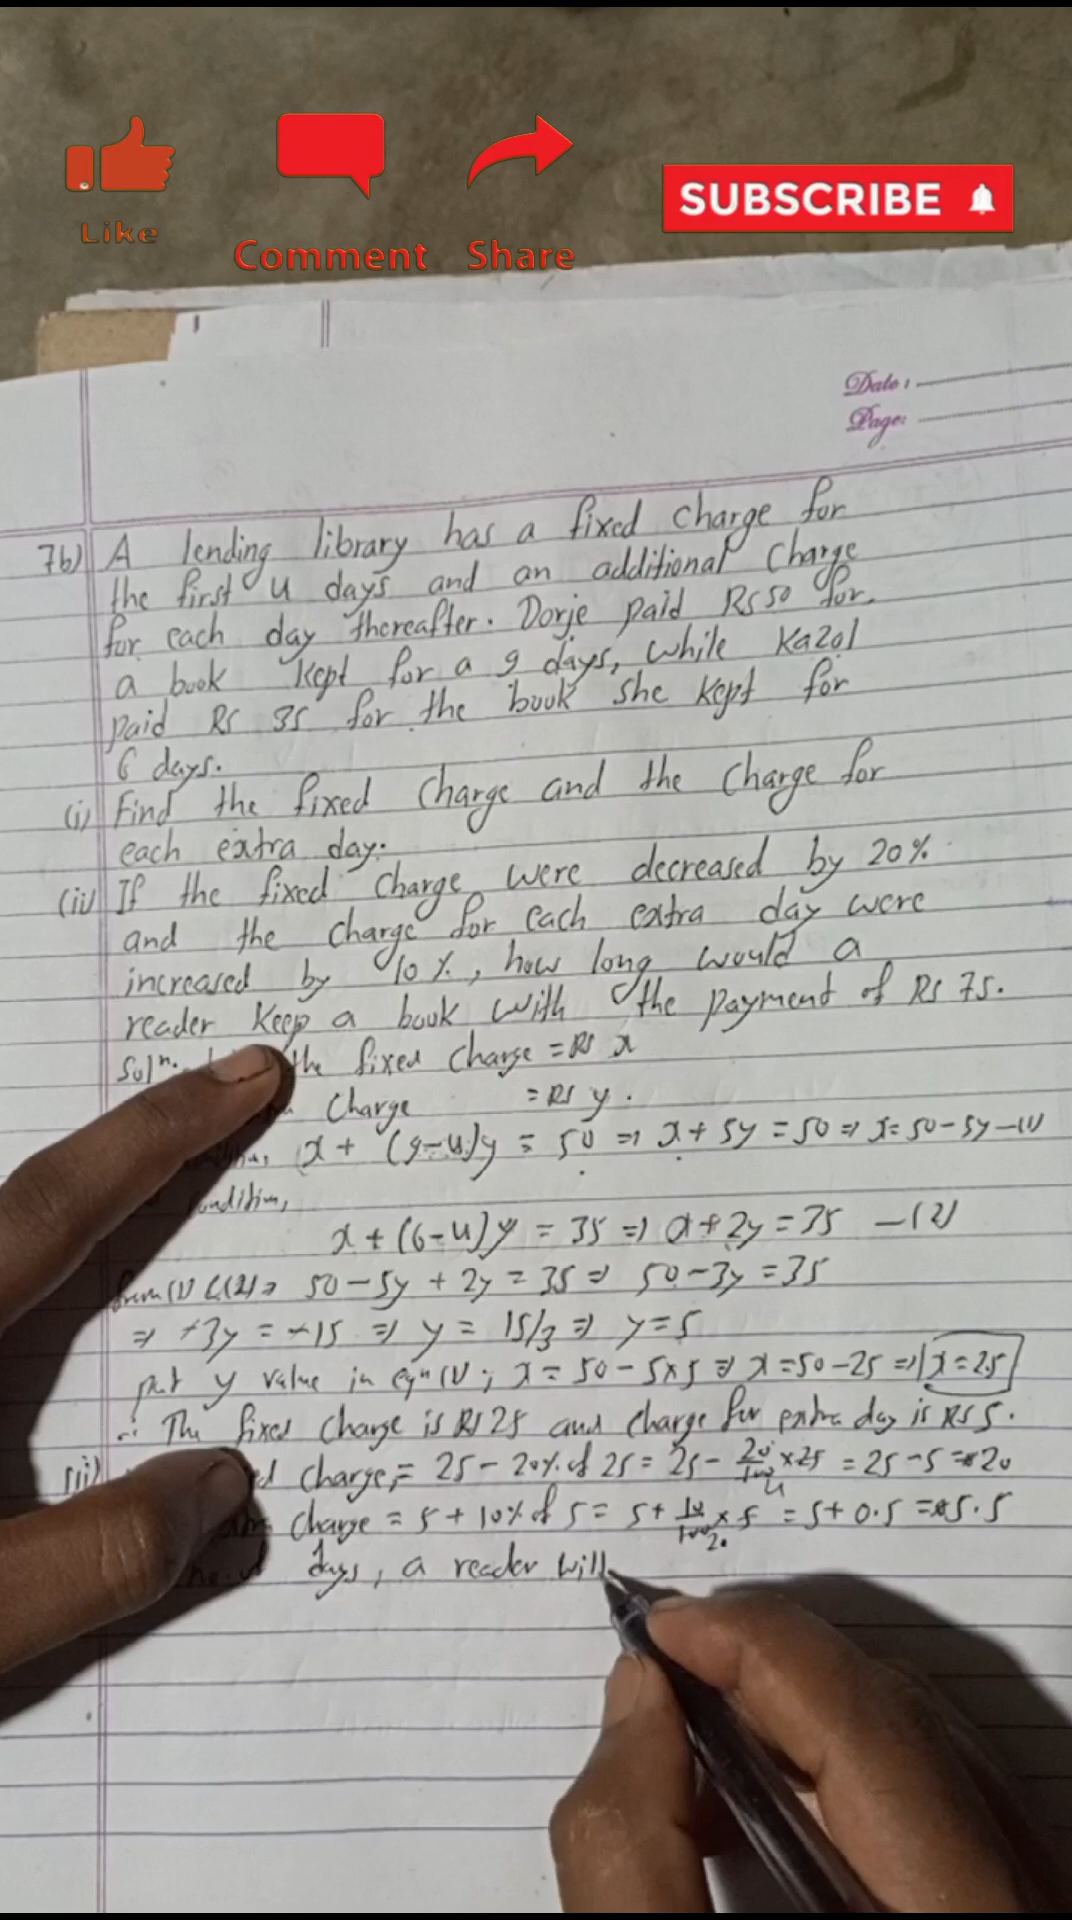 Like
Comment
Share
SUBSCRIBE
Date:
Page:
7b) A lending library has a fixed charge for
the first 4 days and an additional charge
for each day thereafter. Dorje paid Rs 50 for
a book kept for a 9 days, while Kazol
paid Rs 35 for the book she kept for
6 days.
(i) Find the fixed charge and the charge for
each extra day.
(ii) If the fixed charge were decreased by 20%
and the charge for each extra day were
increased by 10%, how long would a
reader keep a book with the payment of Rs 75.
Solⁿ. the fixed charge = Rs x
charge = Rs y.
x + (9-4)y = 50 ⇒ x + 5y = 50 ⇒ x = 50 - 5y - (1)
condition,
x + (6-4)y = 35 ⇒ x + 2y = 35 - (2)
from (1) & (2) ⇒ 50 - 5y + 2y = 35 ⇒ 50 - 3y = 35
⇒ +3y = +15 ⇒ y = 15/3 ⇒ y = 5
put y value in eqⁿ (1); x = 50 - 5×5 ⇒ x = 50 - 25 ⇒ x = 25
∴ The fixed charge is Rs 25 and charge for extra day is Rs 5.
(ii) charge = 25 - 20% of 25 = 25 - 20/100 × 25 = 25 - 5 = 20
charge = 5 + 10% of 5 = 5 + 10/100 × 5 = 5 + 0.5 = 5.5
days, a reader will